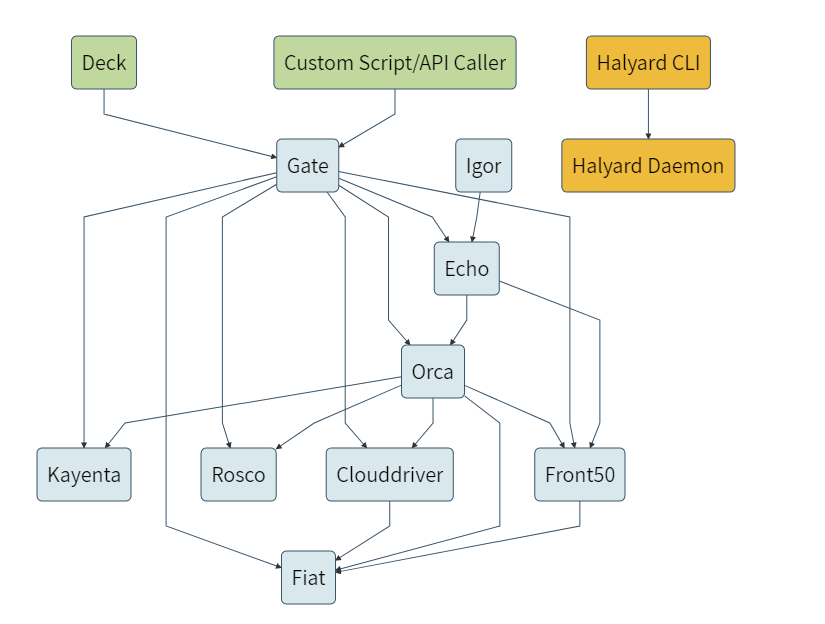 Deck
Custom Script/API Caller
Halyard CLI
Gate
Igor
Halyard Daemon
Echo
Orca
Kayenta
Rosco
Clouddriver
Front50
Fiat